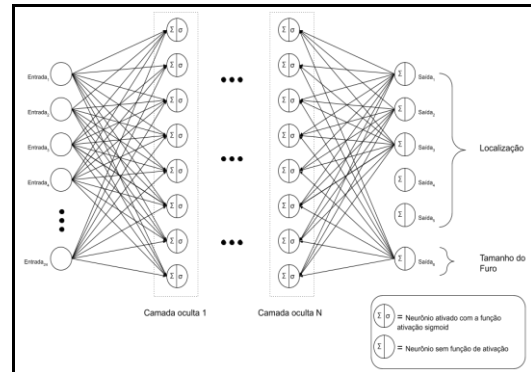 Entrada₁
Entrada₂
Entrada₃
Entrada₄
Σ σ
Σ σ
Σ σ
Σ σ
Σ σ
Σ σ
Σ σ
Σ σ
Camada oculta 1
Σ σ
Σ σ
Σ σ
Σ σ
Σ σ
Σ σ
Σ σ
Σ σ
Camada oculta N
Σ Saída₁
Σ Saída₂
Σ Saída₃
Σ Saída₄
Σ Saída₅
Σ Saída₆
Localização
Tamanho do
Furo
Σ σ = Neurônio ativado com a função
ativação sigmoid
Σ = Neurônio sem função de ativação